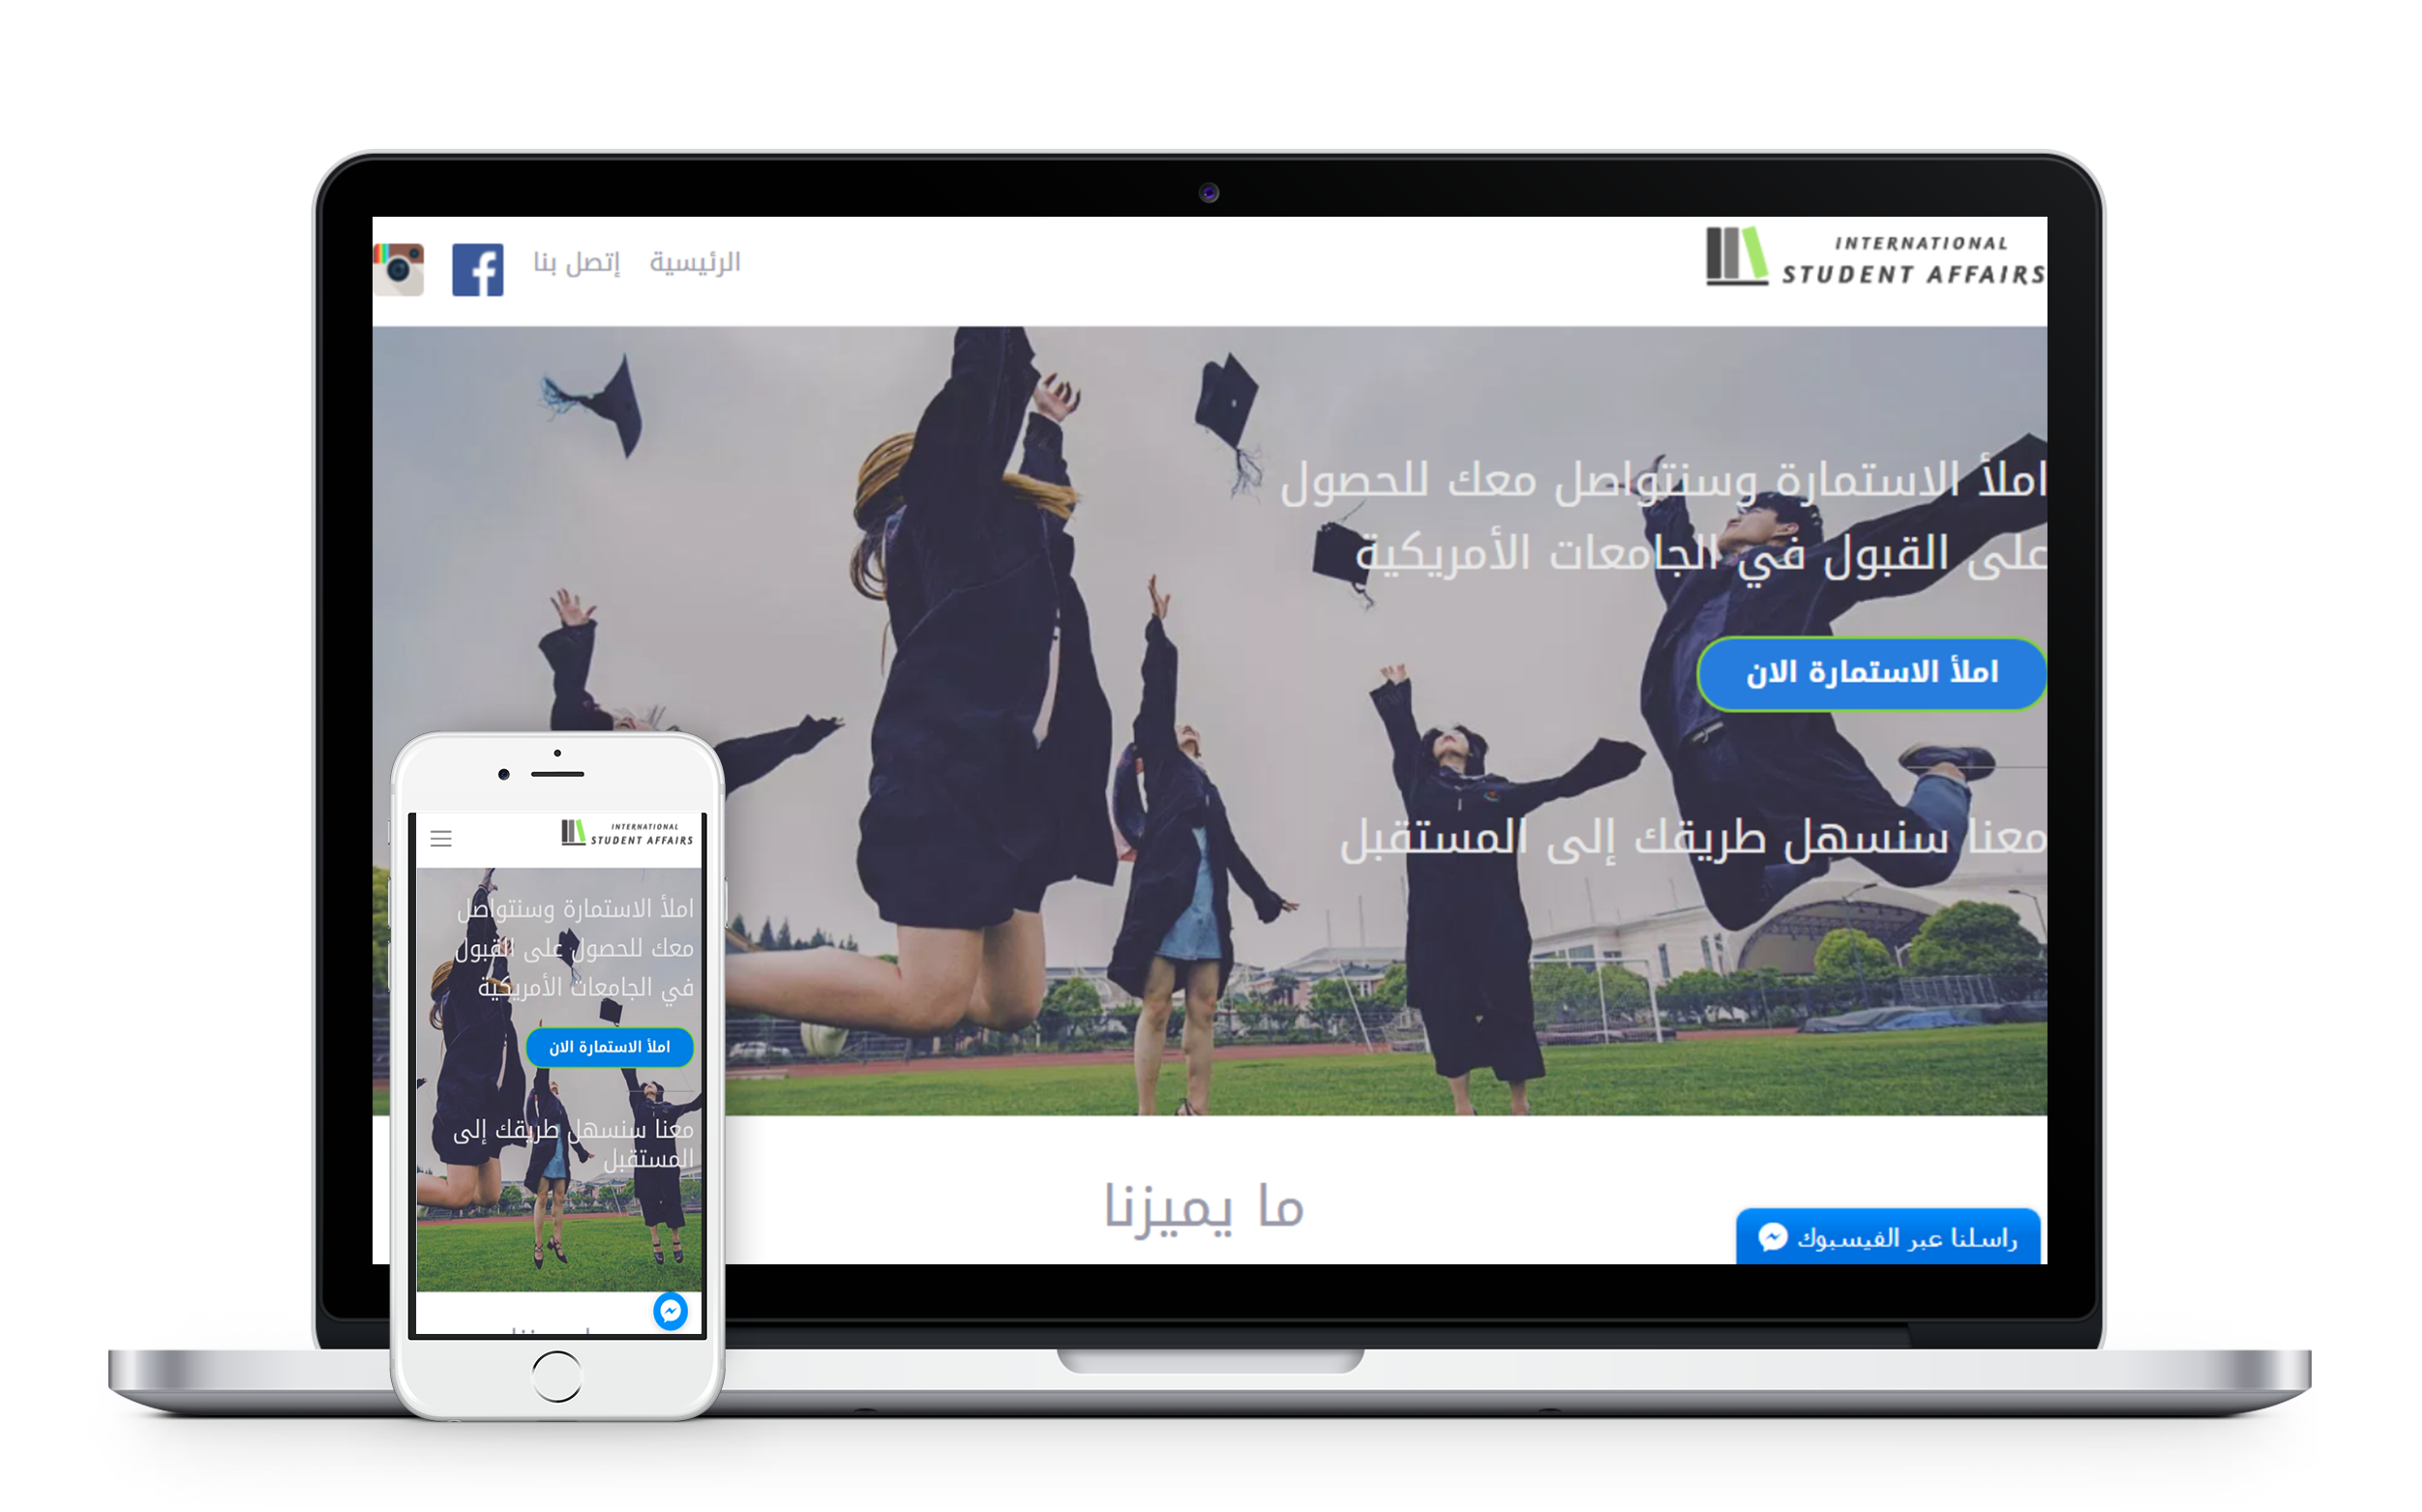 INTERNATIONAL
STUDENT AFFAIRS
الرئيسية
إتصل بنا
املأ الاستمارة وسنتواصل معك للحصول
على القبول في الجامعات الأمريكية
املأ الاستمارة الان
معنا سنسهل طريقك إلى المستقبل
ما يميزنا
راسلنا عبر الفيسبوك
INTERNATIONAL
STUDENT AFFAIRS
املأ الاستمارة وسنتواصل
معك للحصول على القبول
في الجامعات الأمريكية
املأ الاستمارة الان
معنا سنسهل طريقك إلى
المستقبل